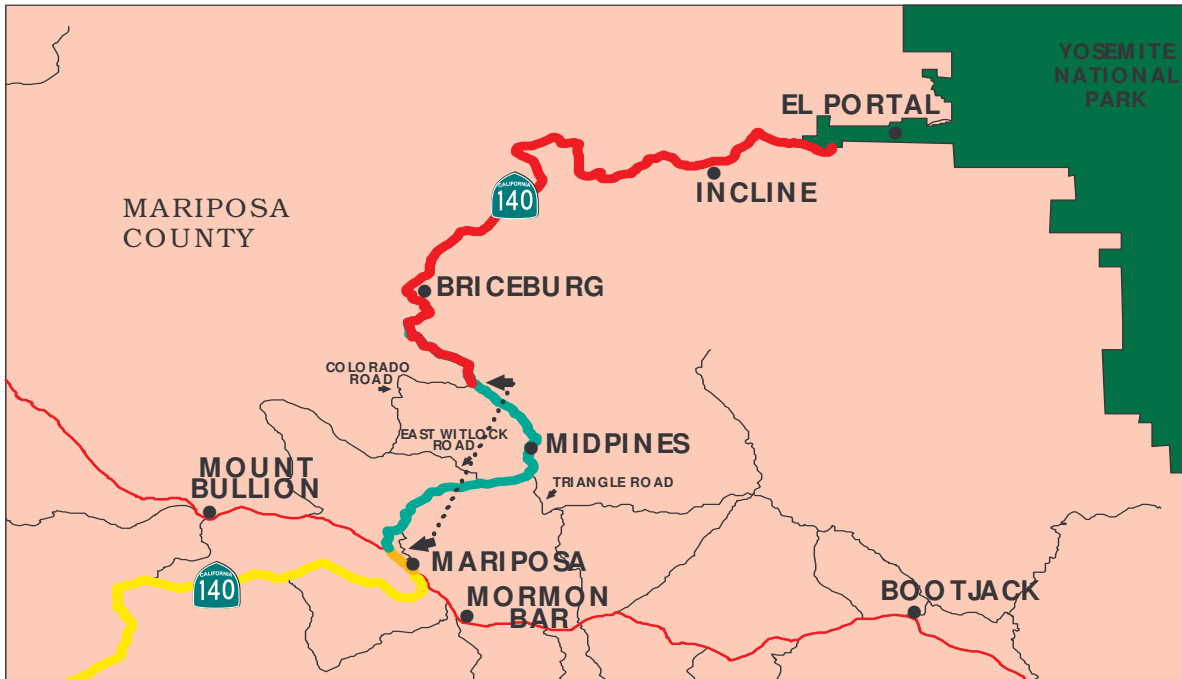 YOSEMITE
NATIONAL
PARK
EL PORTAL
INCLINE
CALIFORNIA
140
MARIPOSA
COUNTY
BRICEBURG
COLORADO
ROAD
EAST WITLOCK
ROAD
MIDPINES
MOUNT
BULLION
TRIANGLE ROAD
MARIPOSA
CALIFORNIA
140
MORMON
BAR
BOOTJACK